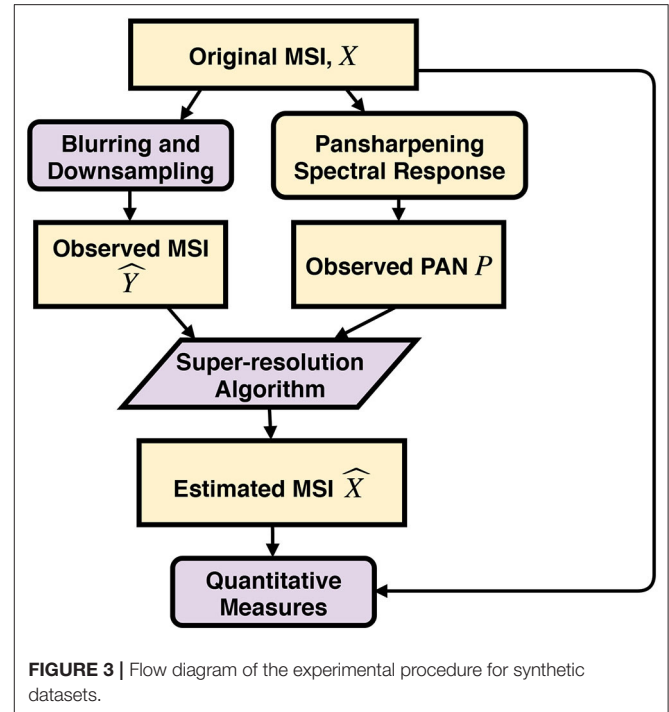 Original MSI, X
Blurring and
Downsampling
Pansharpening
Spectral Response
Observed MSI
Ŷ
Observed PAN P
Super-resolution
Algorithm
Estimated MSI X̂
Quantitative
Measures
FIGURE 3 | Flow diagram of the experimental procedure for synthetic
datasets.